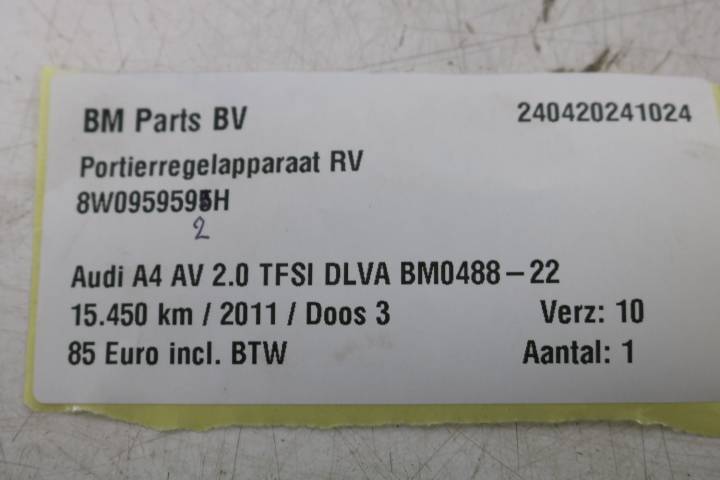 BM Parts BV 240420241024
Portierregelapparaat RV
8W0959595H
2
Audi A4 AV 2.0 TFSI DLVA BM0488-22
15.450 km / 2011 / Doos 3 Verz: 10
85 Euro incl. BTW Aantal: 1